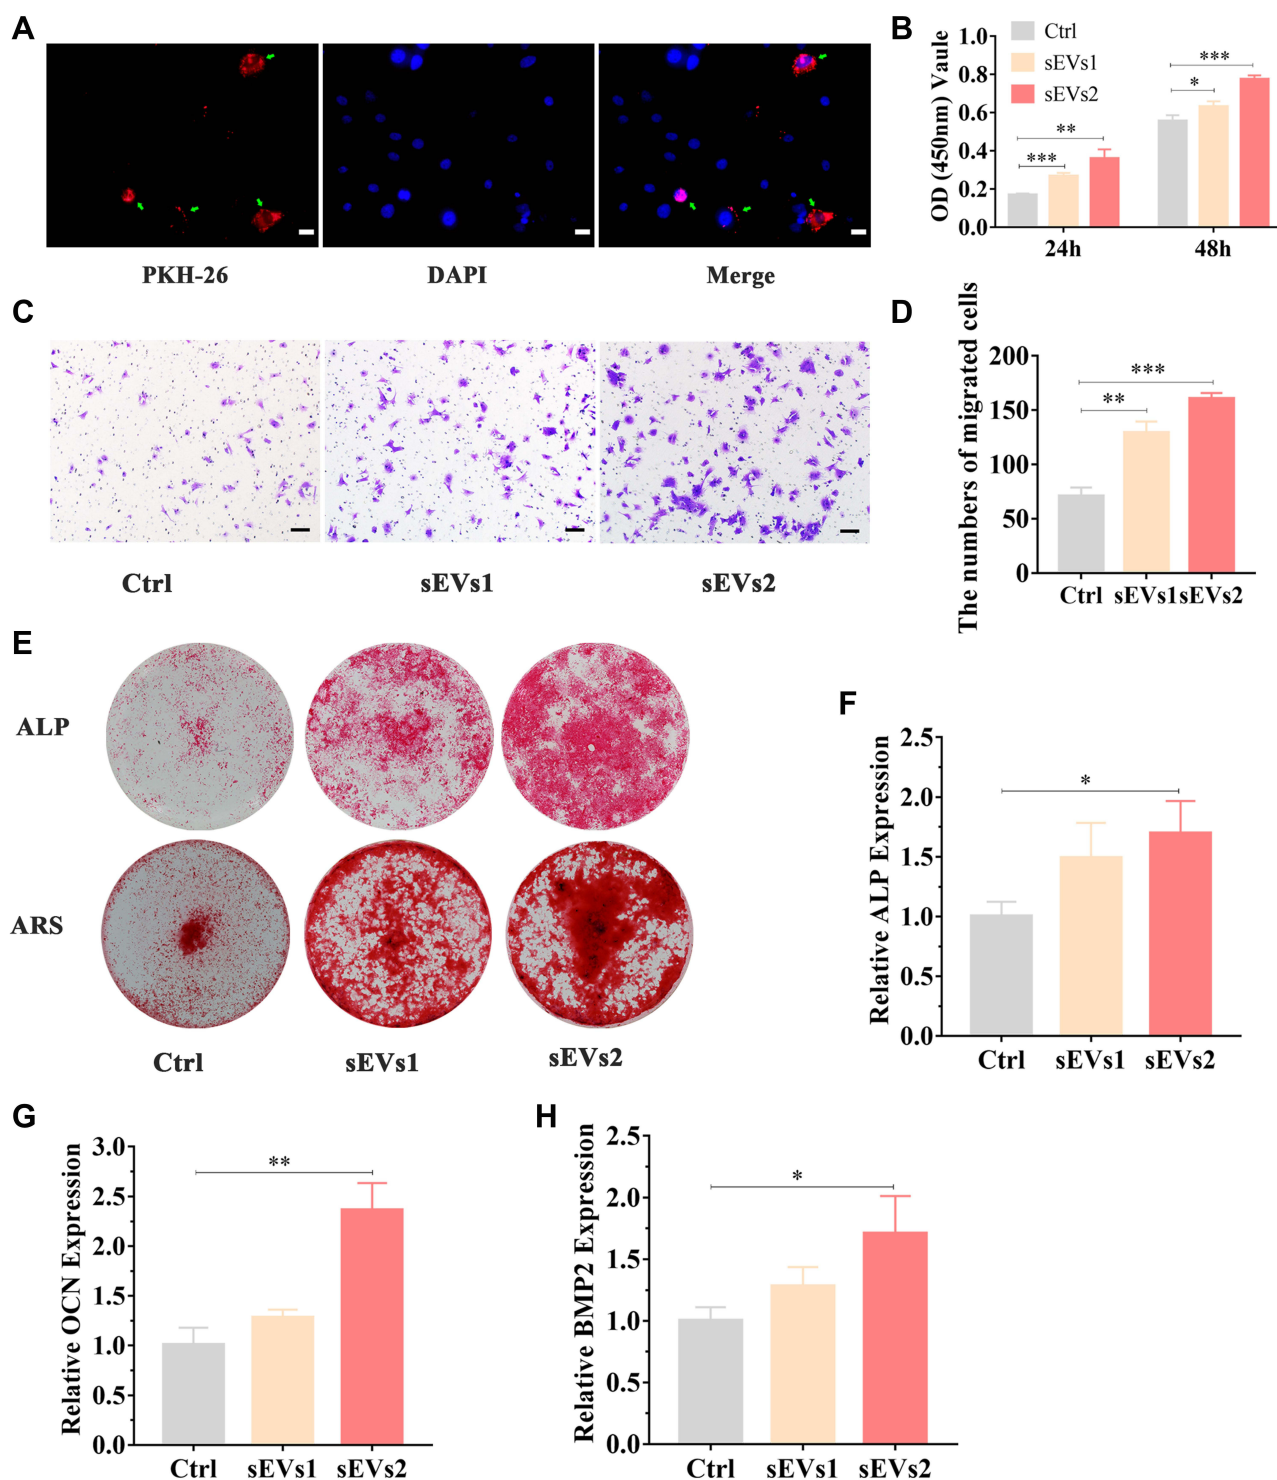 A
PKH-26
DAPI
Merge
B
Ctrl
sEVs1
sEVs2
OD (450nm) Vaule
1.0
0.8
0.6
0.4
0.2
0.0
***
**
***
*
24h
48h
C
Ctrl
sEVs1
sEVs2
D
The numbers of migrated cells
200
150
100
50
0
***
**
Ctrl sEVs1sEVs2
E
ALP
ARS
Ctrl
sEVs1
sEVs2
F
Relative ALP Expression
2.5
2.0
1.5
1.0
0.5
0.0
*
Ctrl sEVs1 sEVs2
G
Relative OCN Expression
3.0
2.5
2.0
1.5
1.0
0.5
0.0
**
Ctrl sEVs1 sEVs2
H
Relative BMP2 Expression
2.5
2.0
1.5
1.0
0.5
0.0
*
Ctrl sEVs1 sEVs2